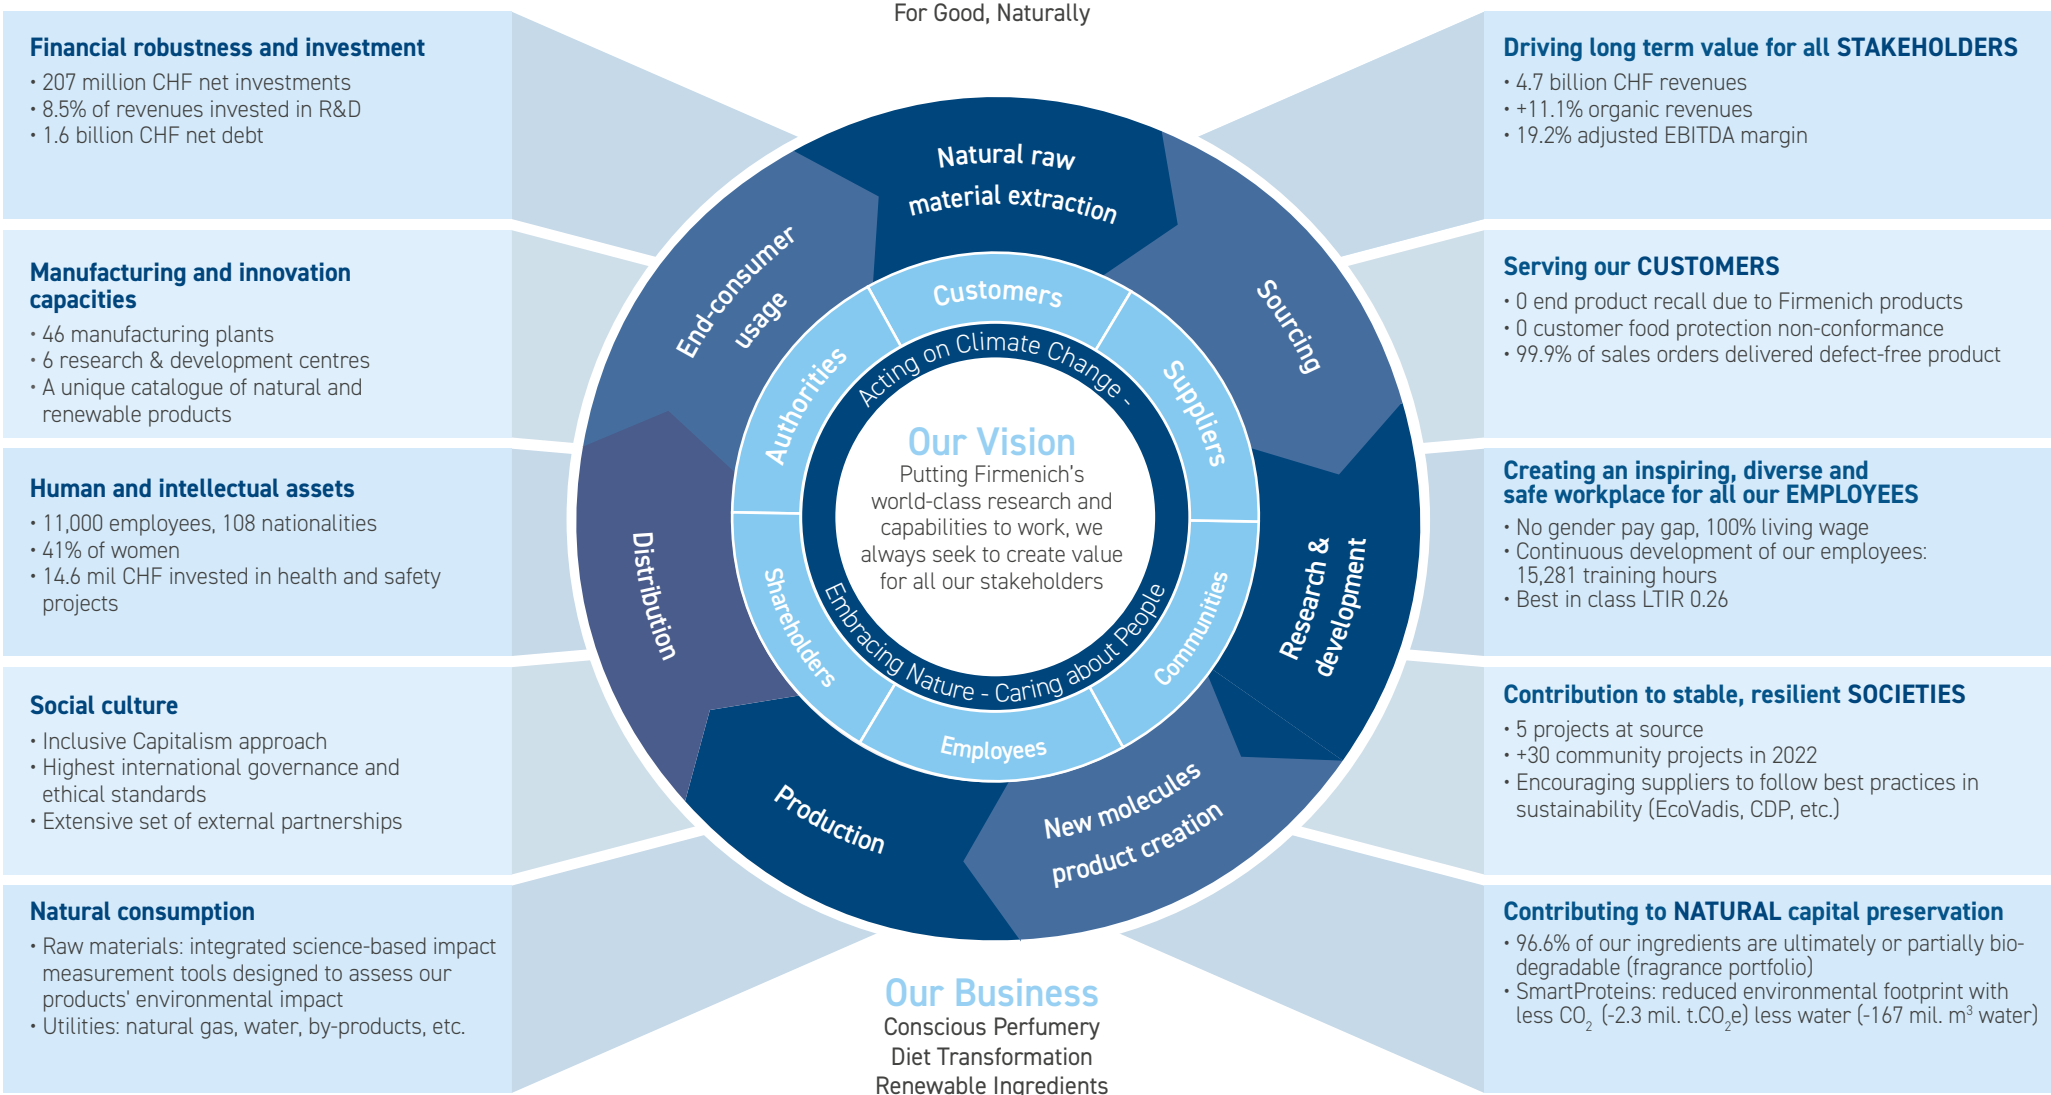 For Good, Naturally
Financial robustness and investment
• 207 million CHF net investments
• 8.5% of revenues invested in R&D
• 1.6 billion CHF net debt
Manufacturing and innovation
capacities
• 46 manufacturing plants
• 6 research & development centres
• A unique catalogue of natural and
renewable products
Human and intellectual assets
• 11,000 employees, 108 nationalities
• 41% of women
• 14.6 mil CHF invested in health and safety
projects
Social culture
• Inclusive Capitalism approach
• Highest international governance and
ethical standards
• Extensive set of external partnerships
Natural consumption
• Raw materials: integrated science-based impact
measurement tools designed to assess our
products' environmental impact
• Utilities: natural gas, water, by-products, etc.
Natural raw
material extraction
Sourcing
Research &
development
New molecules
product creation
Production
Distribution
End-consumer
usage
Customers
Suppliers
Communities
Employees
Shareholders
Authorities
Acting on Climate Change -
Embracing Nature - Caring about People
Our Vision
Putting Firmenich's
world-class research and
capabilities to work, we
always seek to create value
for all our stakeholders
Our Business
Conscious Perfumery
Diet Transformation
Renewable Ingredients
Driving long term value for all STAKEHOLDERS
• 4.7 billion CHF revenues
• +11.1% organic revenues
• 19.2% adjusted EBITDA margin
Serving our CUSTOMERS
• 0 end product recall due to Firmenich products
• 0 customer food protection non-conformance
• 99.9% of sales orders delivered defect-free product
Creating an inspiring, diverse and
safe workplace for all our EMPLOYEES
• No gender pay gap, 100% living wage
• Continuous development of our employees:
15,281 training hours
• Best in class LTIR 0.26
Contribution to stable, resilient SOCIETIES
• 5 projects at source
• +30 community projects in 2022
• Encouraging suppliers to follow best practices in
sustainability (EcoVadis, CDP, etc.)
Contributing to NATURAL capital preservation
• 96.6% of our ingredients are ultimately or partially bio-
degradable (fragrance portfolio)
• SmartProteins: reduced environmental footprint with
less CO₂ (-2.3 mil. t.CO₂e) less water (-167 mil. m³ water)